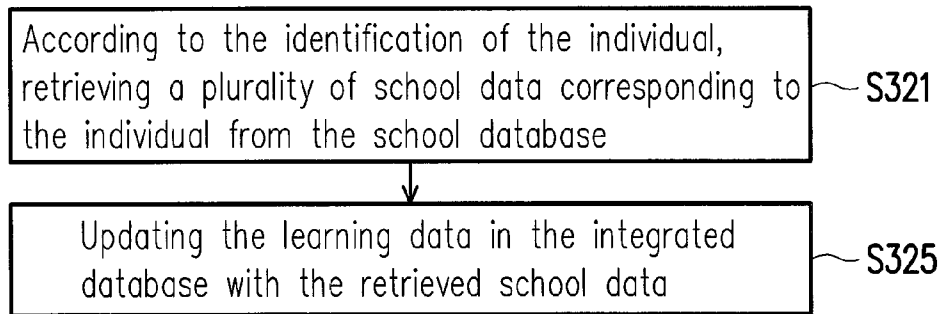 According to the identification of the individual,
retrieving a plurality of school data corresponding to
the individual from the school database
S321
Updating the learning data in the integrated
database with the retrieved school data
S325